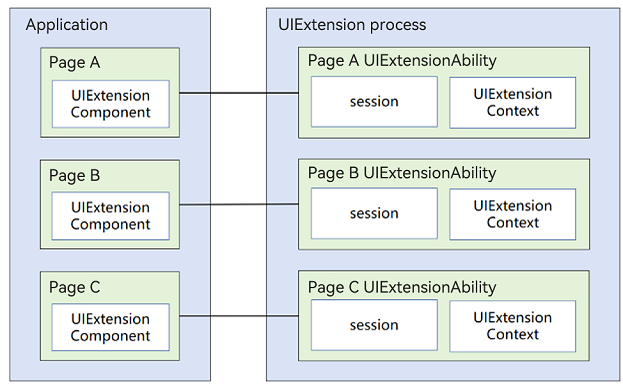 Application
Page A
UIExtension
Component
Page B
UIExtension
Component
Page C
UIExtension
Component
UIExtension process
Page A UIExtensionAbility
session
UIExtension
Context
Page B UIExtensionAbility
session
UIExtension
Context
Page C UIExtensionAbility
session
UIExtension
Context